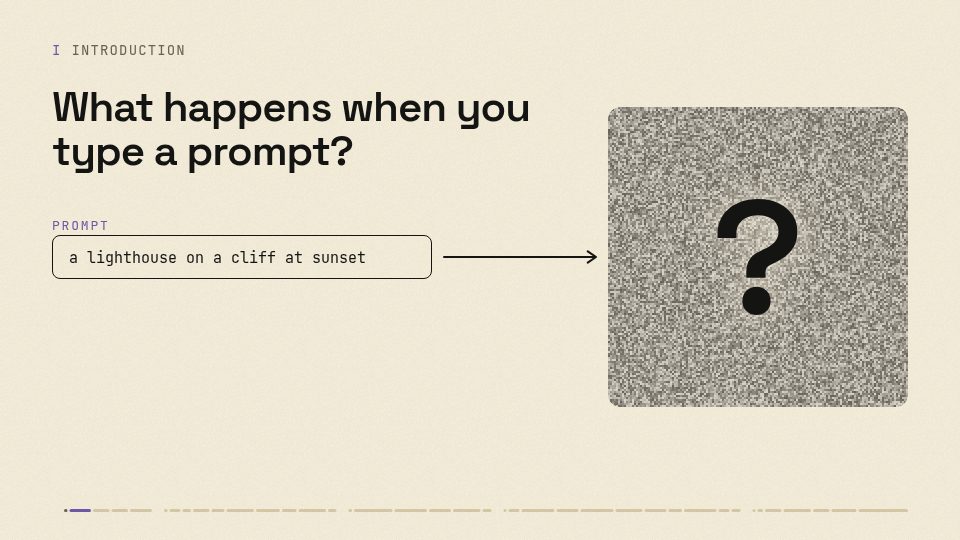 I INTRODUCTION
What happens when you
type a prompt?
PROMPT
a lighthouse on a cliff at sunset
?